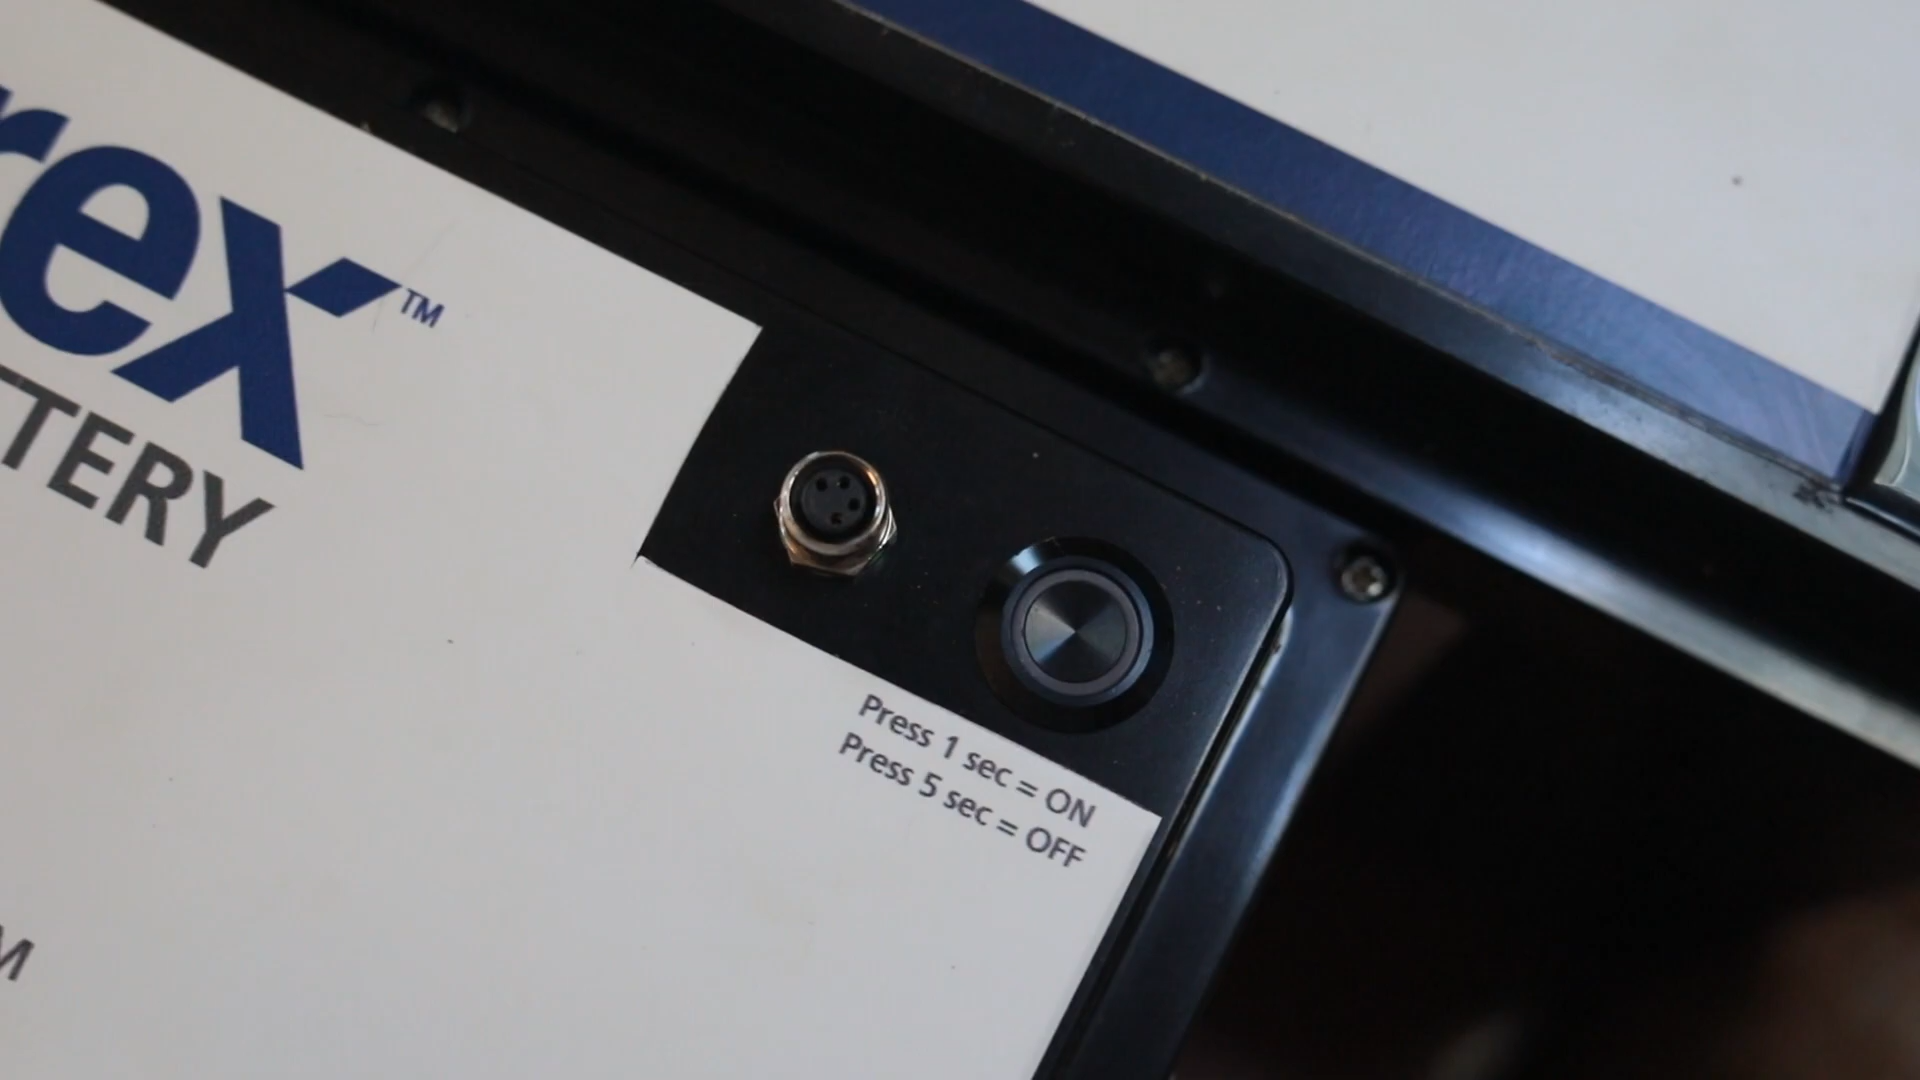 rex™
TTERY
Press 1 sec = ON
Press 5 sec = OFF
M